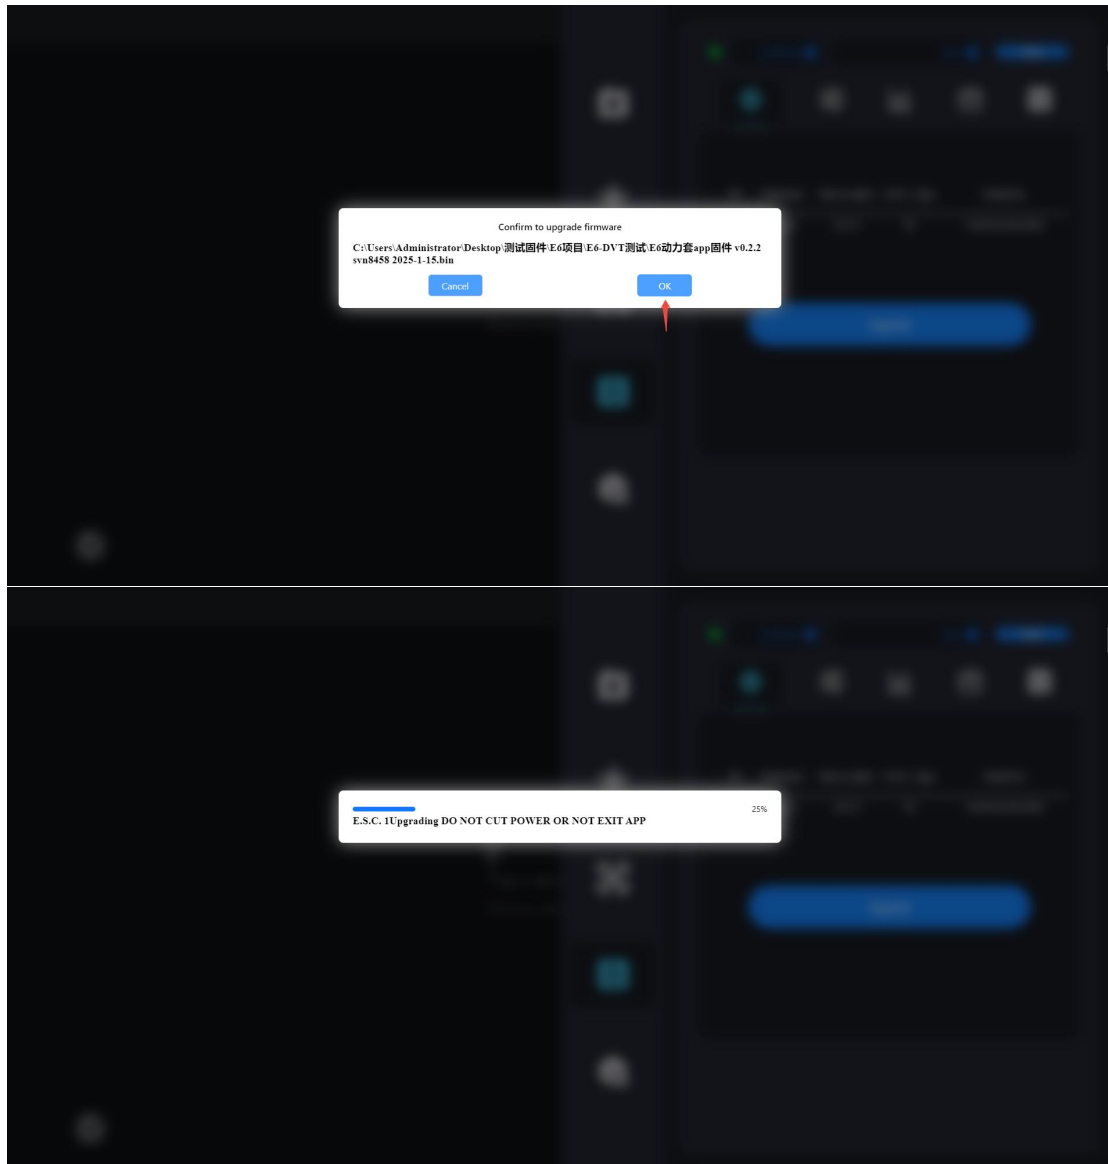 Confirm to upgrade firmware
C:\Users\Administrator\Desktop\测试固件\E6项目\E6-DVT测试\E6动力套app固件 v0.2.2
svn8458 2025-1-15.bin
Cancel
OK
25%
E.S.C. 1Upgrading DO NOT CUT POWER OR NOT EXIT APP